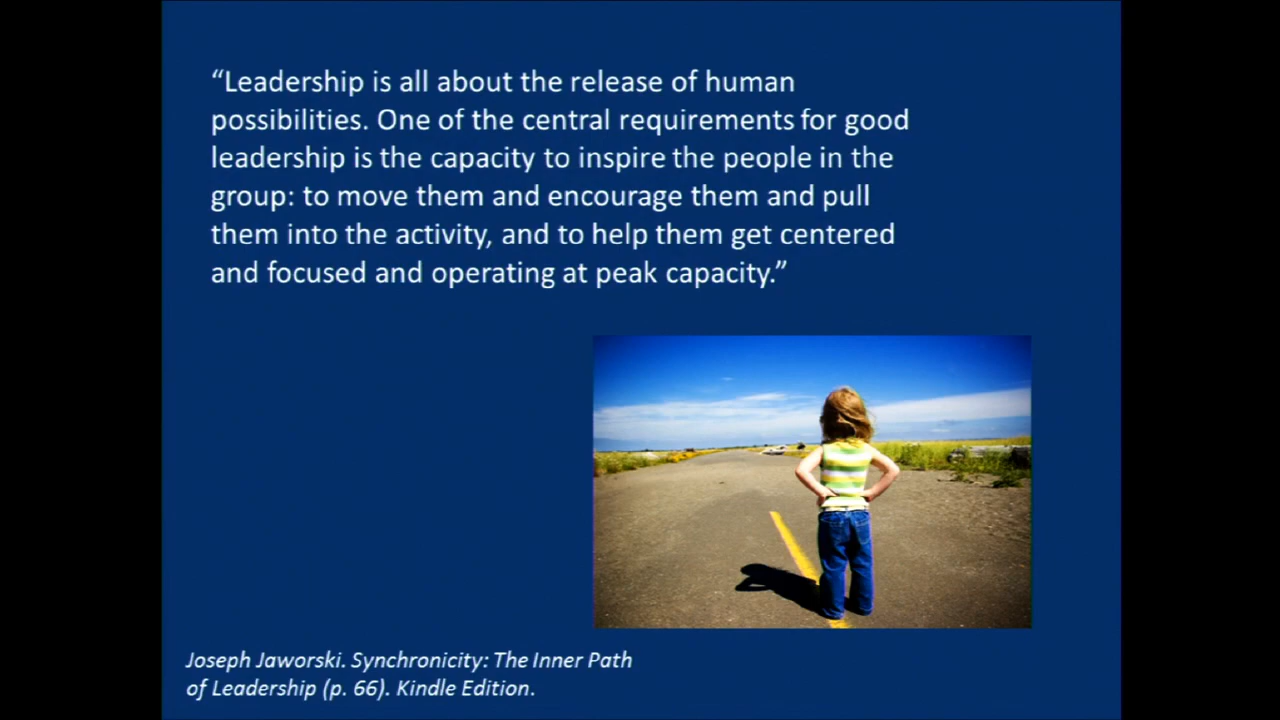 “Leadership is all about the release of human
possibilities. One of the central requirements for good
leadership is the capacity to inspire the people in the
group: to move them and encourage them and pull
them into the activity, and to help them get centered
and focused and operating at peak capacity.”
Joseph Jaworski. Synchronicity: The Inner Path
of Leadership (p. 66). Kindle Edition.